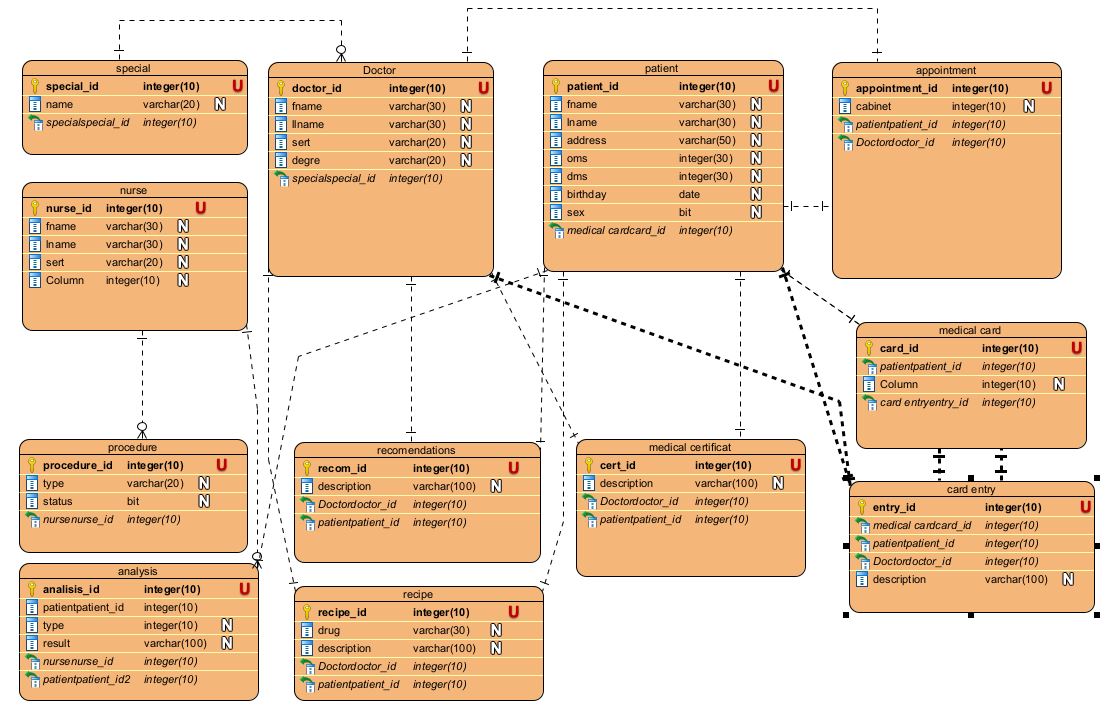 special
special_id integer(10) U
name varchar(20) N
specialspecial_id integer(10)
Doctor
doctor_id integer(10) U
fname varchar(30) N
llname varchar(30) N
sert varchar(20) N
degre varchar(20) N
specialspecial_id integer(10)
patient
patient_id integer(10) U
fname varchar(30) N
lname varchar(30) N
address varchar(50) N
oms integer(30) N
dms integer(30) N
birthday date N
sex bit N
medical cardcard_id integer(10)
appointment
appointment_id integer(10) U
cabinet integer(10) N
patientpatient_id integer(10)
Doctordoctor_id integer(10)
nurse
nurse_id integer(10) U
fname varchar(30) N
lname varchar(30) N
sert varchar(20) N
Column integer(10) N
medical card
card_id integer(10) U
patientpatient_id integer(10)
Column integer(10) N
card entryentry_id integer(10)
procedure
procedure_id integer(10) U
type varchar(20) N
status bit N
nursenurse_id integer(10)
recomendations
recom_id integer(10) U
description varchar(100) N
Doctordoctor_id integer(10)
patientpatient_id integer(10)
medical certificat
cert_id integer(10) U
description varchar(100) N
Doctordoctor_id integer(10)
patientpatient_id integer(10)
card entry
entry_id integer(10) U
medical cardcard_id integer(10)
patientpatient_id integer(10)
Doctordoctor_id integer(10)
description varchar(100) N
analysis
analisis_id integer(10) U
patientpatient_id integer(10)
type integer(10) N
result varchar(100) N
nursenurse_id integer(10)
patientpatient_id2 integer(10)
recipe
recipe_id integer(10) U
drug varchar(30) N
description varchar(100) N
Doctordoctor_id integer(10)
patientpatient_id integer(10)